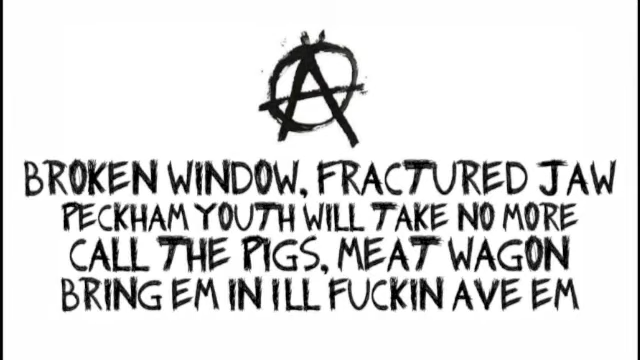 BROKEN WINDOW, FRACTURED JAW
PECKHAM YOUTH WILL TAKE NO MORE
CALL THE PIGS, MEAT WAGON
BRING EM IN ILL FUCKIN AVE EM